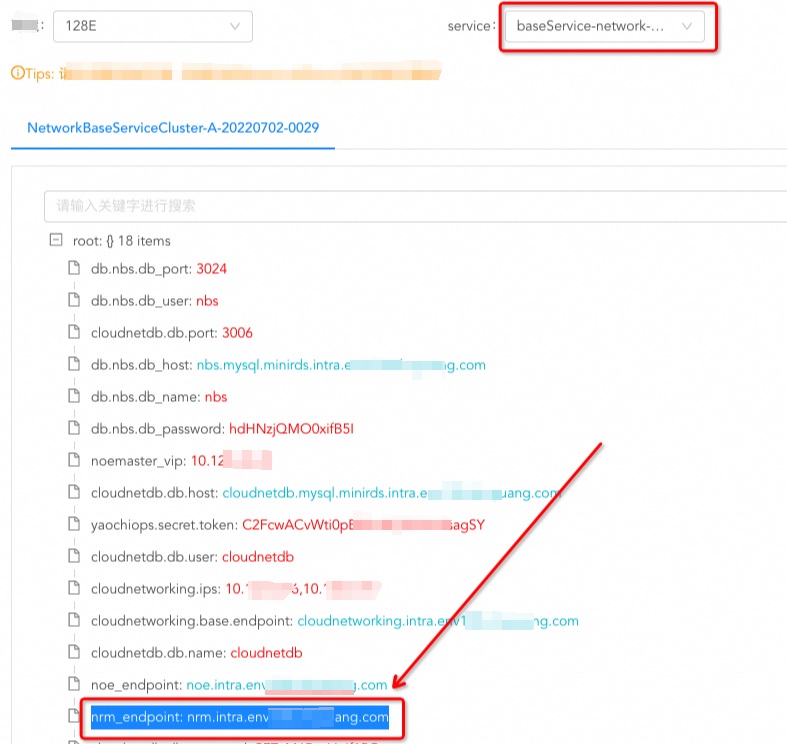 128E
service:
baseService-network-...
Tips:
NetworkBaseServiceCluster-A-20220702-0029
请输入关键字进行搜索
root: {} 18 items
db.nbs.db_port: 3024
db.nbs.db_user: nbs
cloudnetdb.db.port: 3006
db.nbs.db_host: nbs.mysql.minirds.intra.e g.com
db.nbs.db_name: nbs
db.nbs.db_password: hdHNzjQMO0xifB5I
noemaster_vip: 10.12
cloudnetdb.db.host: cloudnetdb.mysql.minirds.intra.e uang.com
yaochiops.secret.token: C2FcwACvWti0p sagSY
cloudnetdb.db.user: cloudnetdb
cloudnetworking.ips: 10. ,10.
cloudnetworking.base.endpoint: cloudnetworking.intra.env1 ng.com
cloudnetdb.db.name: cloudnetdb
noe_endpoint: noe.intra.env g.com
nrm_endpoint: nrm.intra.env ang.com